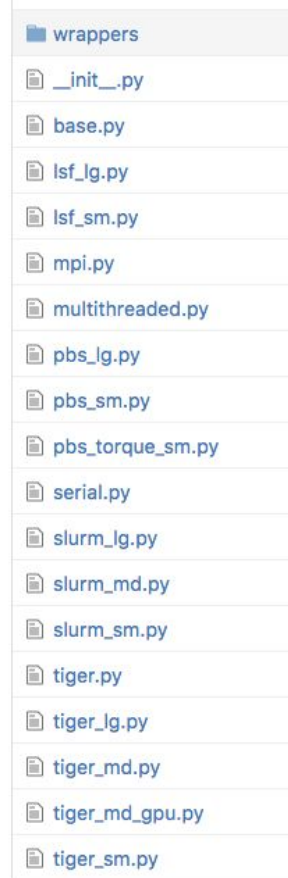 wrappers
__init__.py
base.py
lsf_lg.py
lsf_sm.py
mpi.py
multithreaded.py
pbs_lg.py
pbs_sm.py
pbs_torque_sm.py
serial.py
slurm_lg.py
slurm_md.py
slurm_sm.py
tiger.py
tiger_lg.py
tiger_md.py
tiger_md_gpu.py
tiger_sm.py